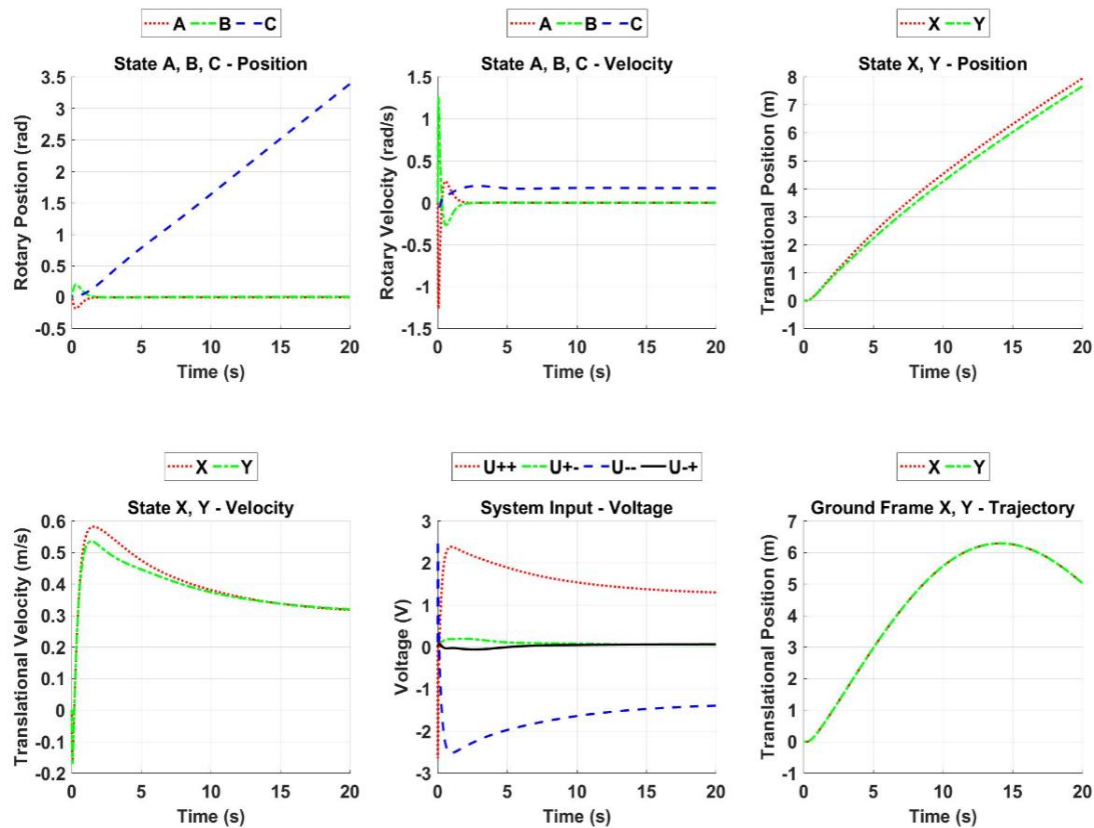 A B C
State A, B, C - Position
Rotary Postion (rad)
3.5
3
2.5
2
1.5
1
0.5
0
-0.5
0 5 10 15 20
Time (s)
A B C
State A, B, C - Velocity
Rotary Velocity (rad/s)
1.5
1
0.5
0
-0.5
-1
-1.5
0 5 10 15 20
Time (s)
X Y
State X, Y - Position
Translational Position (m)
8
7
6
5
4
3
2
1
0
-1
0 5 10 15 20
Time (s)
X Y
State X, Y - Velocity
Translational Velocity (m/s)
0.6
0.5
0.4
0.3
0.2
0.1
0
-0.1
-0.2
0 5 10 15 20
Time (s)
U++ U+- U-- U-+
System Input - Voltage
Voltage (V)
3
2
1
0
-1
-2
-3
0 5 10 15 20
Time (s)
X Y
Ground Frame X, Y - Trajectory
Translational Position (m)
7
6
5
4
3
2
1
0
-1
0 5 10 15 20
Time (s)